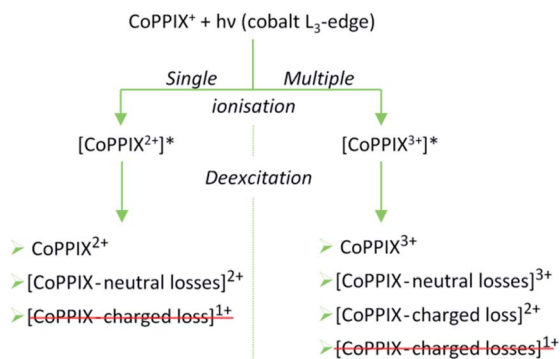 CoPPIX⁺ + hν (cobalt L₃-edge)
Single Multiple
ionisation
[CoPPIX²⁺]* [CoPPIX³⁺]*
Deexcitation
➢ CoPPIX²⁺
➢ [CoPPIX-neutral losses]²⁺
➢ [CoPPIX-charged loss]¹⁺
➢ CoPPIX³⁺
➢ [CoPPIX-neutral losses]³⁺
➢ [CoPPIX-charged loss]²⁺
➢ [CoPPIX-charged losses]¹⁺